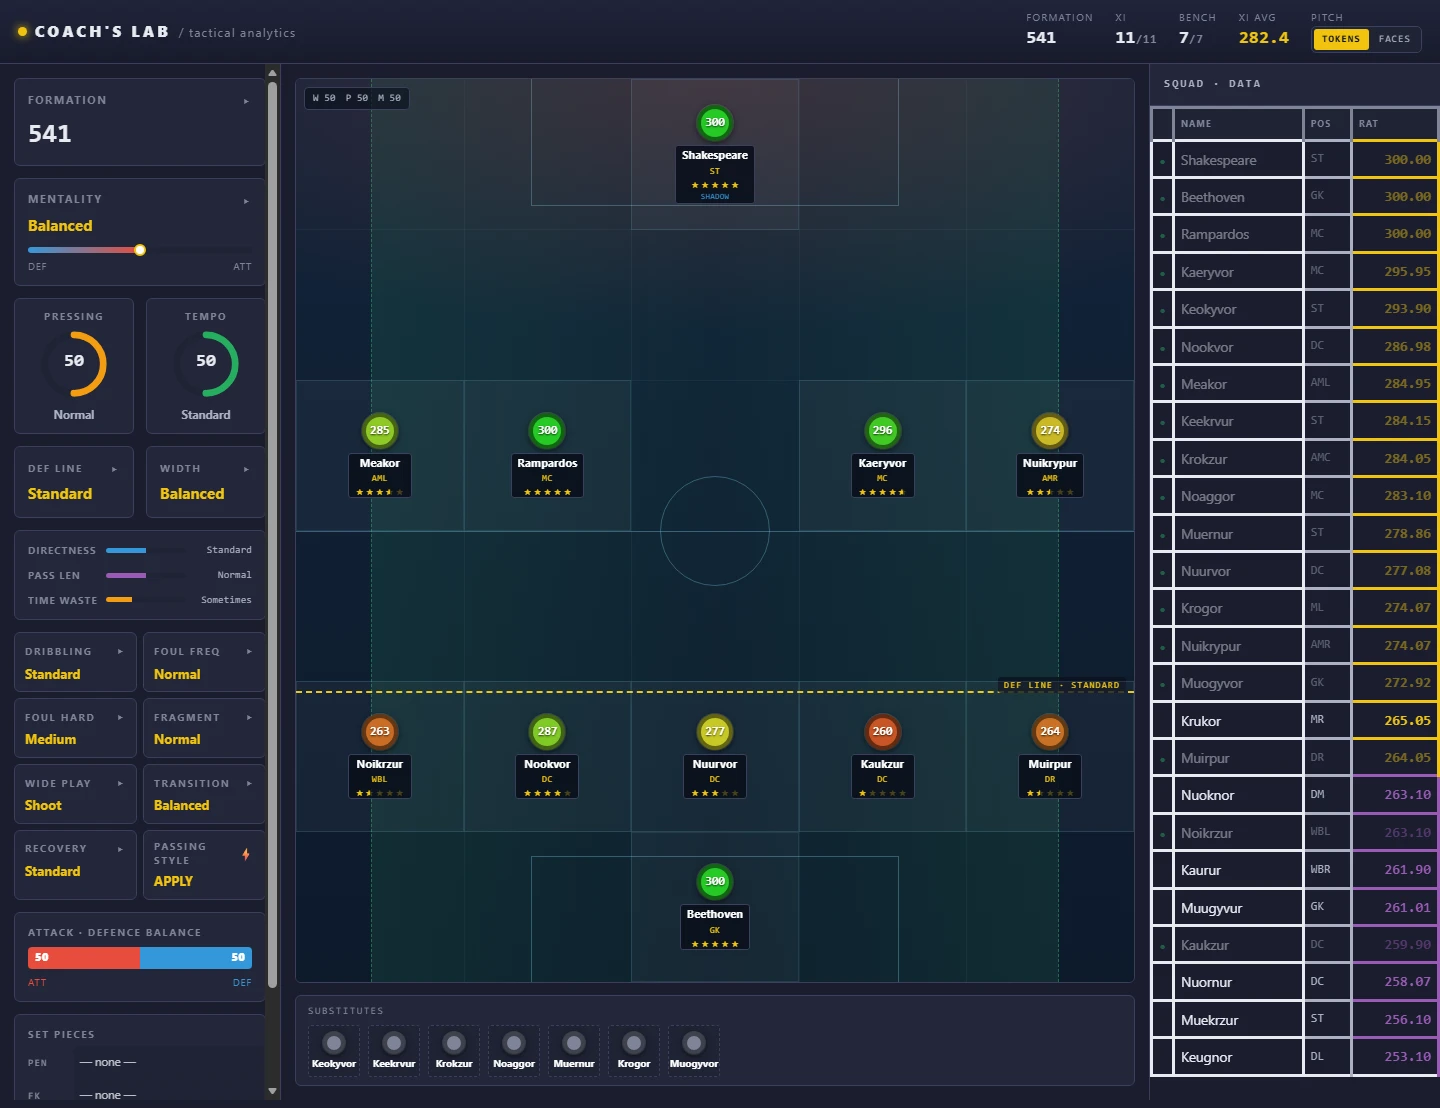 COACH'S LAB / tactical analytics
FORMATION XI BENCH XI AVG PITCH
541 11/11 7/7 282.4 TOKENS FACES
FORMATION ▸
541
MENTALITY ▸
Balanced
DEF ATT
PRESSING TEMPO
50 50
Normal Standard
DEF LINE ▸ WIDTH ▸
Standard Balanced
DIRECTNESS Standard
PASS LEN Normal
TIME WASTE Sometimes
DRIBBLING ▸ FOUL FREQ ▸
Standard Normal
FOUL HARD ▸ FRAGMENT ▸
Medium Normal
WIDE PLAY ▸ TRANSITION ▸
Shoot Balanced
RECOVERY ▸ PASSING STYLE
Standard APPLY
ATTACK · DEFENCE BALANCE
50 50
ATT DEF
SET PIECES
PEN — none —
FK — none —
W 50 P 50 M 50
300
Shakespeare
ST
★★★★★
SHADOW
285 300 296 274
Meakor Rampardos Kaeryvor Nuikrypur
AML MC MC AMR
DEF LINE · STANDARD
263 287 277 260 264
Noikrzur Nookvor Nuurvor Kaukzur Muirpur
WBL DC DC DC DR
300
Beethoven
GK
★★★★★
SUBSTITUTES
Keokyvor Keekrvur Krokzur Noaggor Muernur Krogor Muogyvor
SQUAD · DATA
NAME POS RAT
Shakespeare ST 300.00
Beethoven GK 300.00
Rampardos MC 300.00
Kaeryvor MC 295.95
Keokyvor ST 293.90
Nookvor DC 286.98
Meakor AML 284.95
Keekrvur ST 284.15
Krokzur AMC 284.05
Noaggor MC 283.10
Muernur ST 278.86
Nuurvor DC 277.08
Krogor ML 274.07
Nuikrypur AMR 274.07
Muogyvor GK 272.92
Krukor MR 265.05
Muirpur DR 264.05
Nuoknor DM 263.10
Noikrzur WBL 263.10
Kaurur WBR 261.90
Muugyvur GK 261.01
Kaukzur DC 259.90
Nuornur DC 258.07
Muekrzur ST 256.10
Keugnor DL 253.10